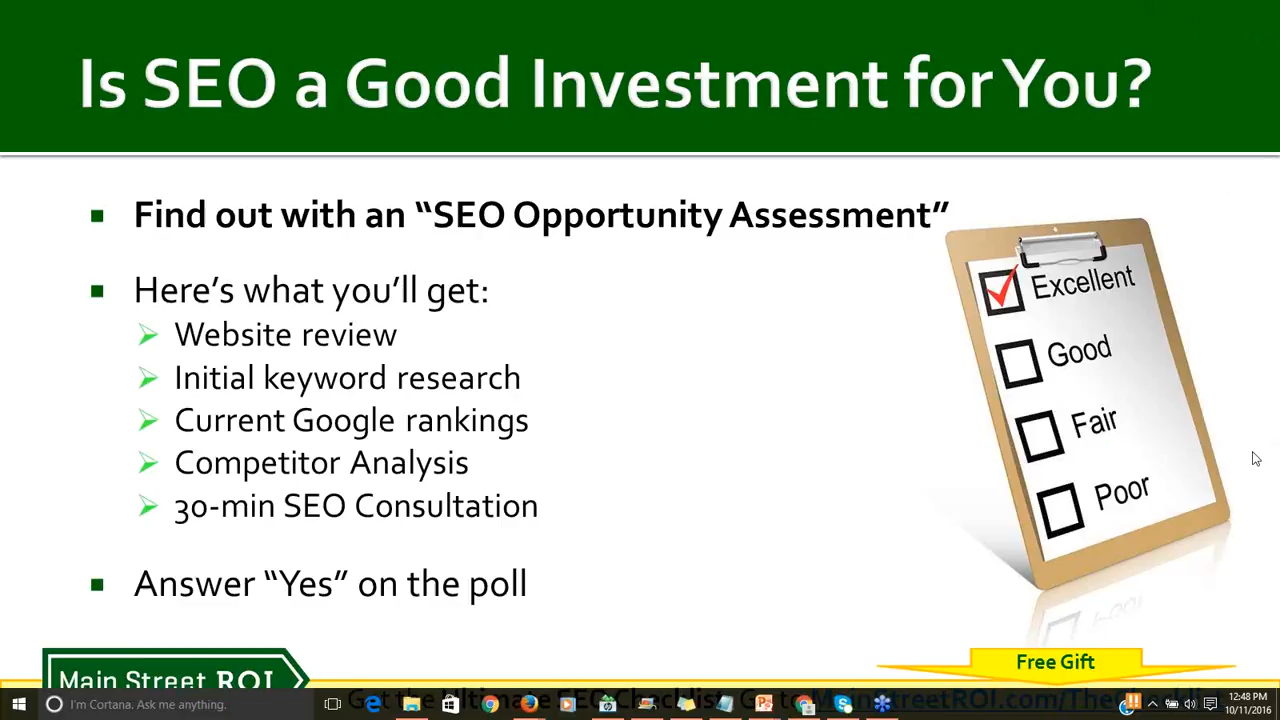 Is SEO a Good Investment for You?
Find out with an “SEO Opportunity Assessment”
Here’s what you’ll get:
Website review
Initial keyword research
Current Google rankings
Competitor Analysis
30-min SEO Consultation
Answer “Yes” on the poll
Excellent
Good
Fair
Poor
Main Street ROI
Free Gift
I'm Cortana. Ask me anything.
12:48 PM
10/11/2016